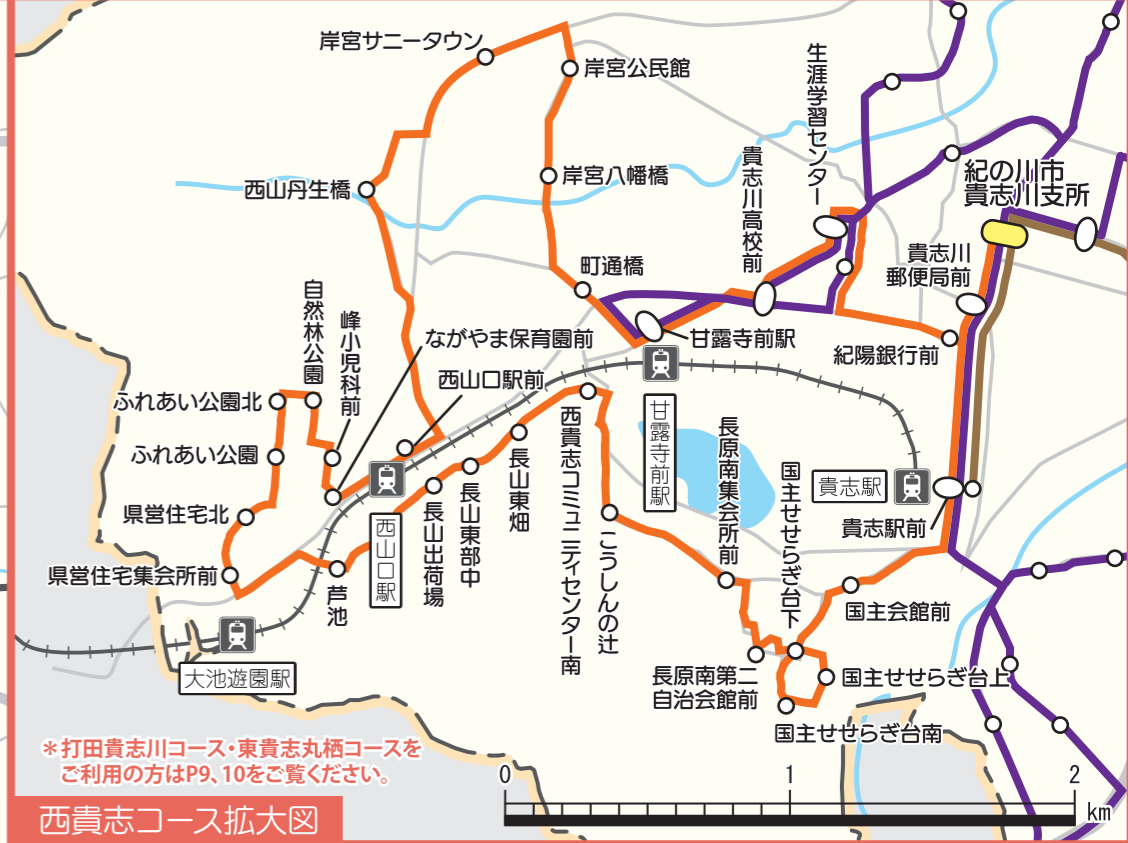 岸宮サニータウン
岸宮公民館
生涯学習センター
西山丹生橋
岸宮八幡橋
貴志川高校前
紀の川市
貴志川支所
町通橋
貴志川
郵便局前
自然林公園
峰小児科前
ながやま保育園前
甘露寺前駅
紀陽銀行前
西山口駅前
ふれあい公園北
ふれあい公園
西貴志コミュニティセンター南
甘露寺前駅
長原南集会所前
国主せせらぎ台下
貴志駅
貴志駅前
県営住宅北
西山口駅
長山出荷場
長山東部中
長山東畑
こうしんの辻
県営住宅集会所前
芦池
国主会館前
大池遊園駅
長原南第二
自治会館前
国主せせらぎ台上
国主せせらぎ台南
*打田貴志川コース・東貴志丸栖コースを
ご利用の方はP9、10をご覧ください。
0
1
2
km
西貴志コース拡大図